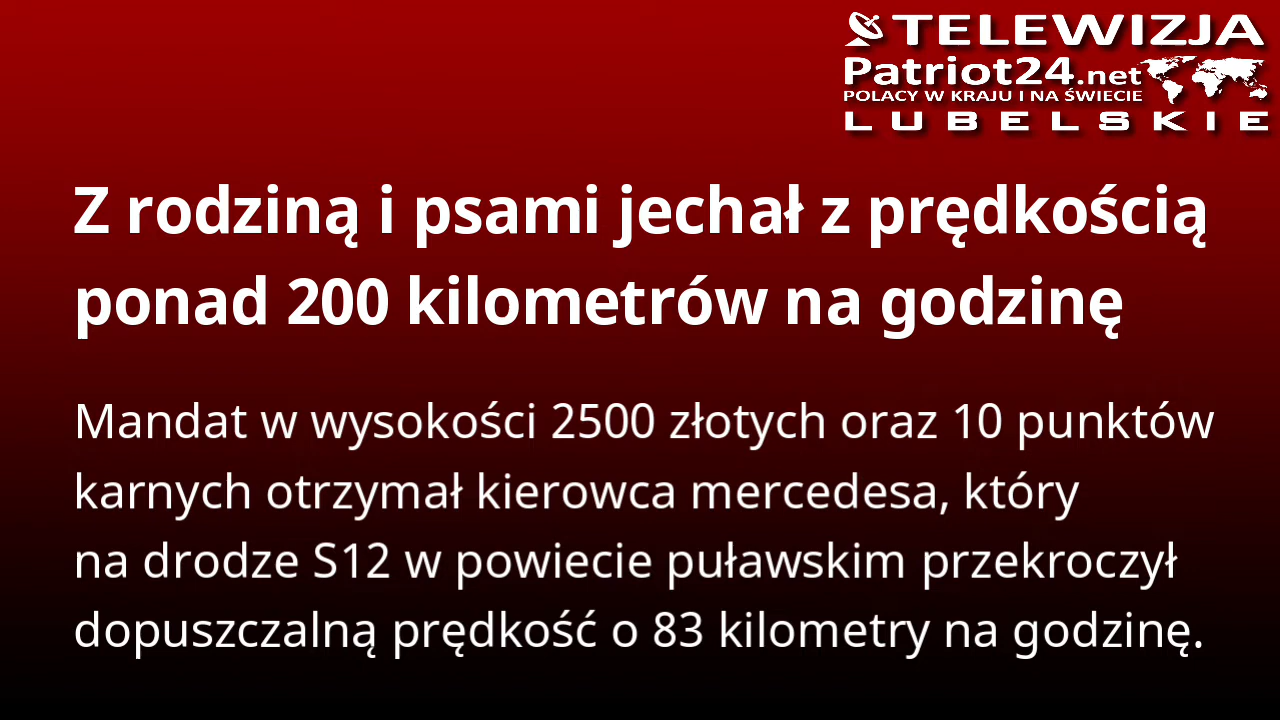 TELEWIZJA
Patriot24.net
POLACY W KRAJU I NA ŚWIECIE
LUBELSKIE
Z rodziną i psami jechał z prędkością
ponad 200 kilometrów na godzinę
Mandat w wysokości 2500 złotych oraz 10 punktów
karnych otrzymał kierowca mercedesa, który
na drodze S12 w powiecie puławskim przekroczył
dopuszczalną prędkość o 83 kilometry na godzinę.